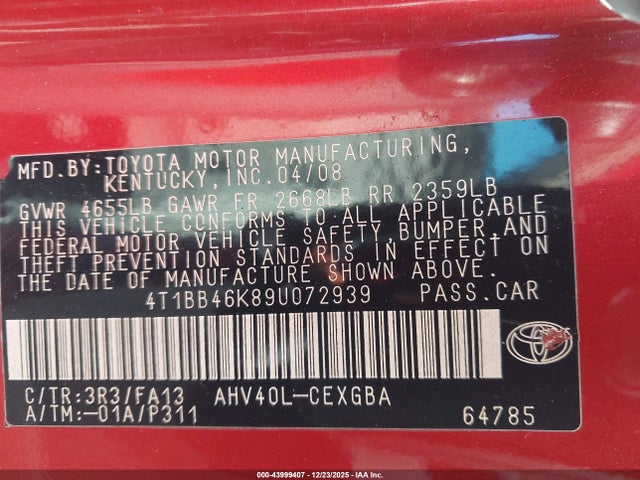 MFD.BY:TOYOTA MOTOR MANUFACTURING,
KENTUCKY,INC.04/08
GVWR 4655LB GAWR FR 2668LB RR 2359LB
THIS VEHICLE CONFORMS TO ALL APPLICABLE
FEDERAL MOTOR VEHICLE SAFETY,BUMPER,AND
THEFT PREVENTION STANDARDS IN EFFECT ON
THE DATE OF MANUFACTURE SHOWN ABOVE.
4T1BB46K89U072939 PASS.CAR
C/TR:3R3/FA13 AHV40L-CEXGBA
A/TM:-01A/P311 64785
000-43999407 | 12/23/2025 | IAA Inc.